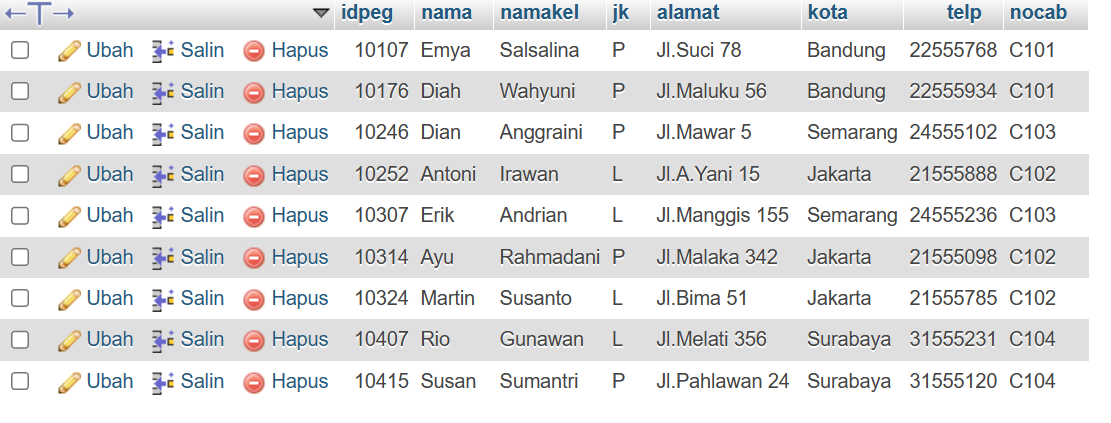 idpeg nama namakel jk alamat kota telp nocab
Ubah Salin Hapus 10107 Emya Salsalina P Jl.Suci 78 Bandung 22555768 C101
Ubah Salin Hapus 10176 Diah Wahyuni P Jl.Maluku 56 Bandung 22555934 C101
Ubah Salin Hapus 10246 Dian Anggraini P Jl.Mawar 5 Semarang 24555102 C103
Ubah Salin Hapus 10252 Antoni Irawan L Jl.A.Yani 15 Jakarta 21555888 C102
Ubah Salin Hapus 10307 Erik Andrian L Jl.Manggis 155 Semarang 24555236 C103
Ubah Salin Hapus 10314 Ayu Rahmadani P Jl.Malaka 342 Jakarta 21555098 C102
Ubah Salin Hapus 10324 Martin Susanto L Jl.Bima 51 Jakarta 21555785 C102
Ubah Salin Hapus 10407 Rio Gunawan L Jl.Melati 356 Surabaya 31555231 C104
Ubah Salin Hapus 10415 Susan Sumantri P Jl.Pahlawan 24 Surabaya 31555120 C104